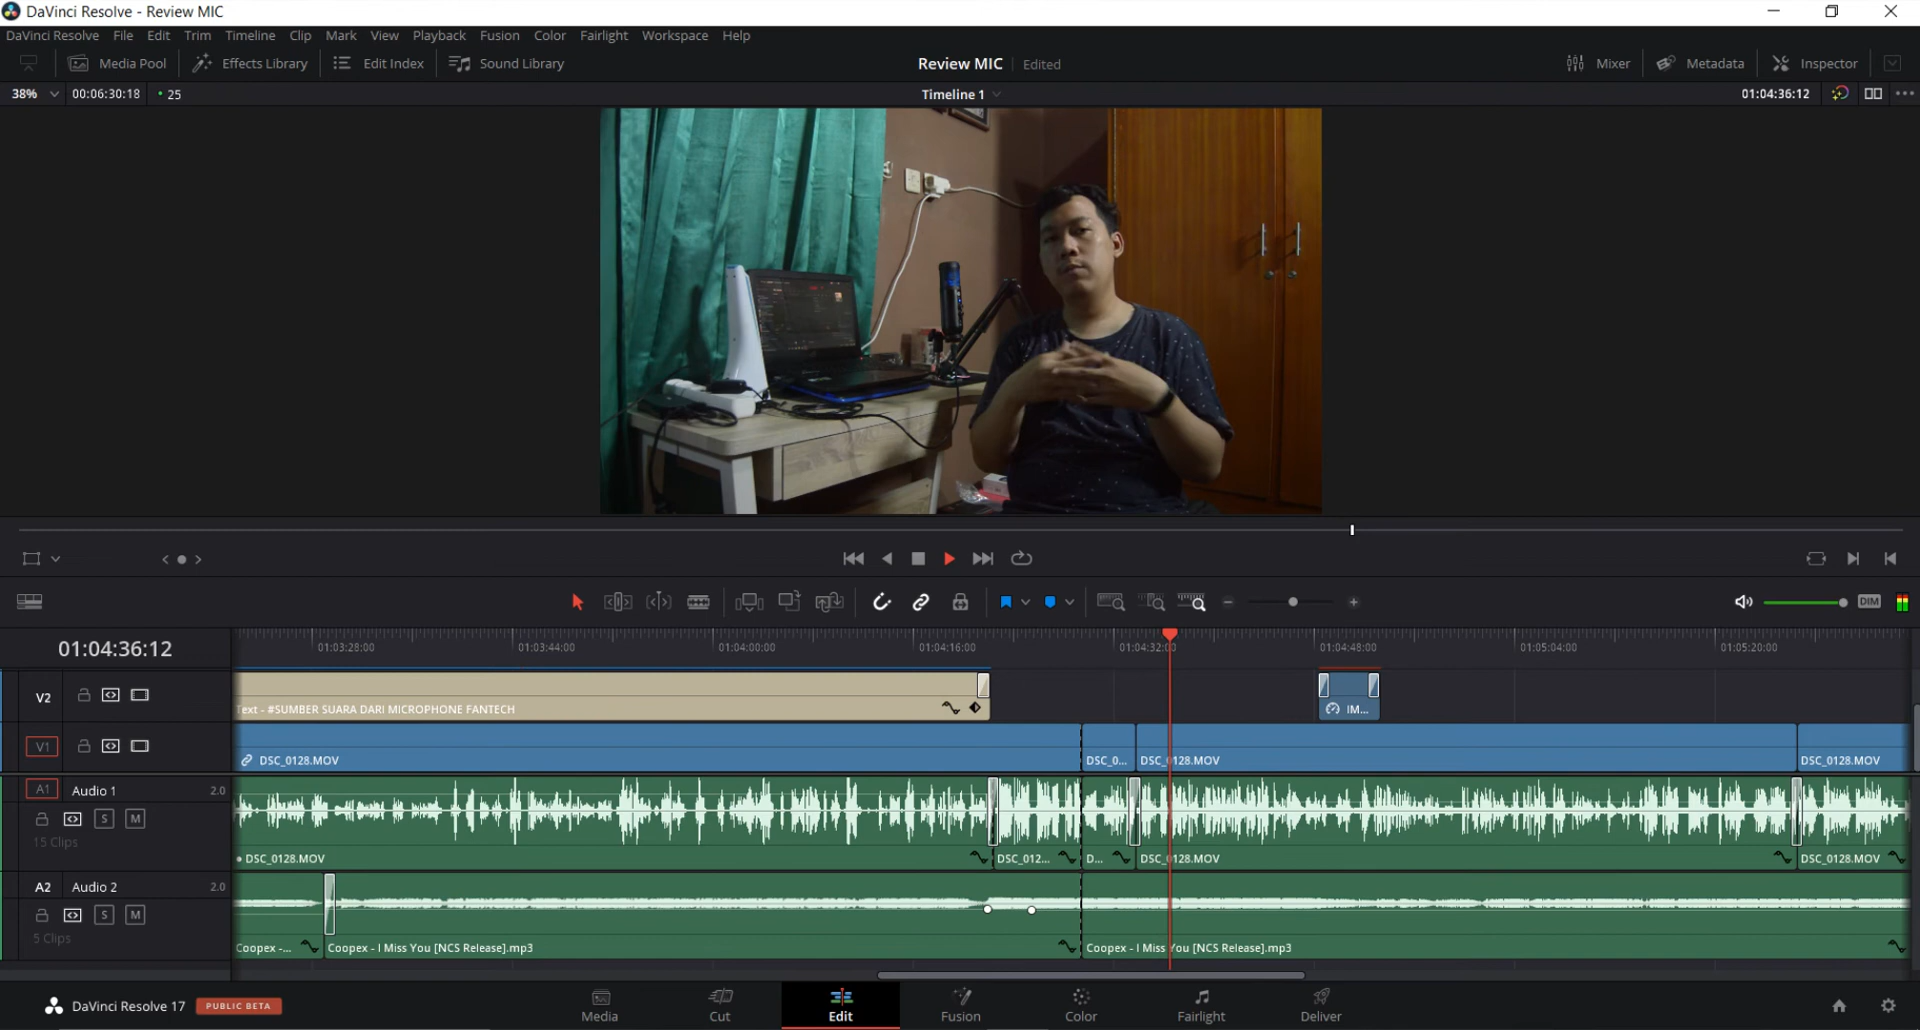 DaVinci Resolve - Review MIC
DaVinci Resolve File Edit Trim Timeline Clip Mark View Playback Fusion Color Fairlight Workspace Help
Media Pool Effects Library Edit Index Sound Library Review MIC Edited Mixer Metadata Inspector
38% 00:06:30:18 25 Timeline 1 01:04:36:12
DIM
01:04:36:12 01:03:28:00 01:03:44:00 01:04:00:00 01:04:16:00 01:04:32:00 01:04:48:00 01:05:04:00 01:05:20:00
V2
ext - #SUMBER SUARA DARI MICROPHONE FANTECH IM...
V1
DSC_0128.MOV DSC_0... DSC_0128.MOV DSC_0128.MOV
A1 Audio 1 2.0
S M
15 Clips
DSC_0128.MOV DSC_012... D... DSC_0128.MOV DSC_0128.MOV
A2 Audio 2 2.0
S M
5 Clips
Coopex -... Coopex - I Miss You [NCS Release].mp3 Coopex - I Miss You [NCS Release].mp3
DaVinci Resolve 17 PUBLIC BETA Media Cut Edit Fusion Color Fairlight Deliver